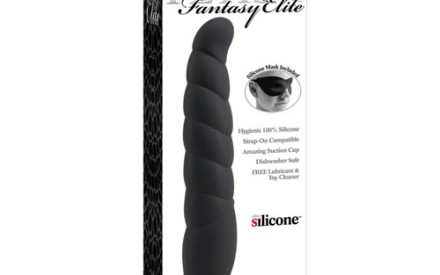 Fantasy Elite
Silicone Mask Included
Hygienic 100% Silicone
Strap-On Compatible
Amazing Suction Cup
Dishwasher Safe
FREE Lubricant &
Toy Cleaner
silicone™